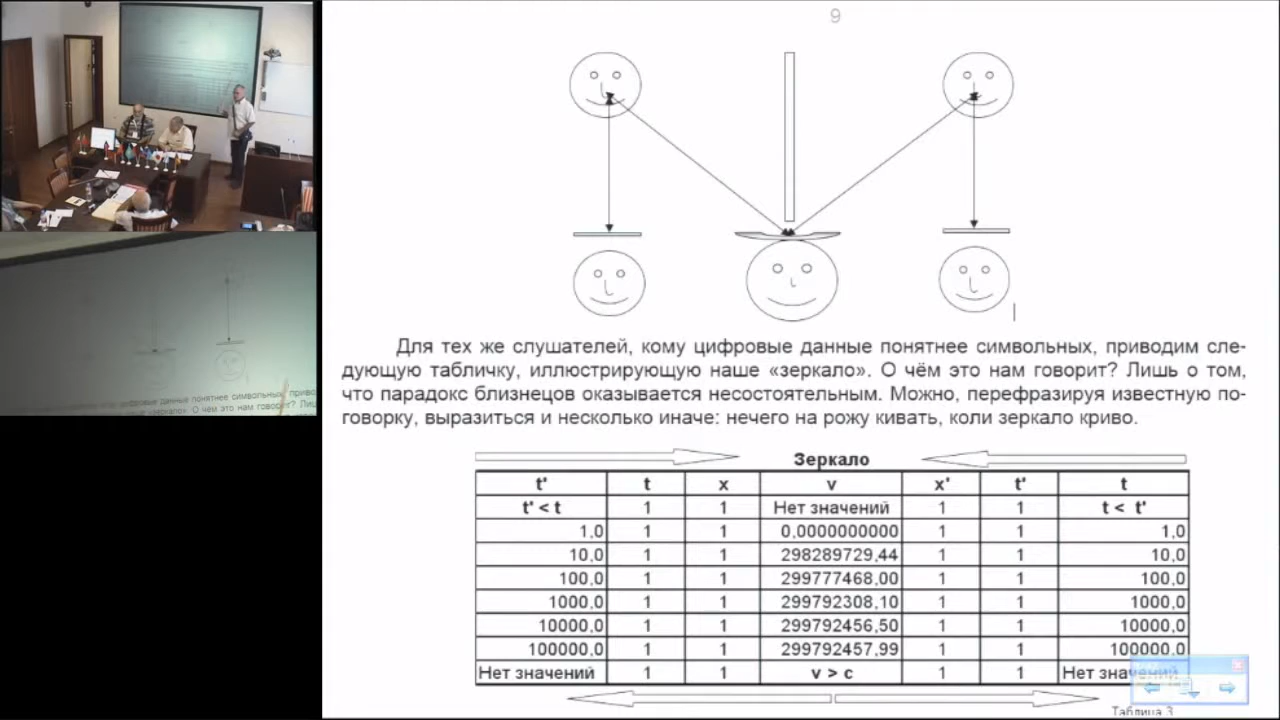 9
Для тех же слушателей, кому цифровые данные понятнее символьных, приводим сле-
дующую табличку, иллюстрирующую наше «зеркало». О чём это нам говорит? Лишь о том,
что парадокс близнецов оказывается несостоятельным. Можно, перефразируя известную по-
говорку, выразиться и несколько иначе: нечего на рожу кивать, коли зеркало криво.
Зеркало
t' t x v x' t' t
t' < t 1 1 Нет значений 1 1 t < t'
1,0 1 1 0,0000000000 1 1 1,0
10,0 1 1 298289729,44 1 1 10,0
100,0 1 1 299777468,00 1 1 100,0
1000,0 1 1 299792308,10 1 1 1000,0
10000,0 1 1 299792456,50 1 1 10000,0
100000,0 1 1 299792457,99 1 1 100000,0
Нет значений 1 1 v > c 1 1 Нет
Таблица 3